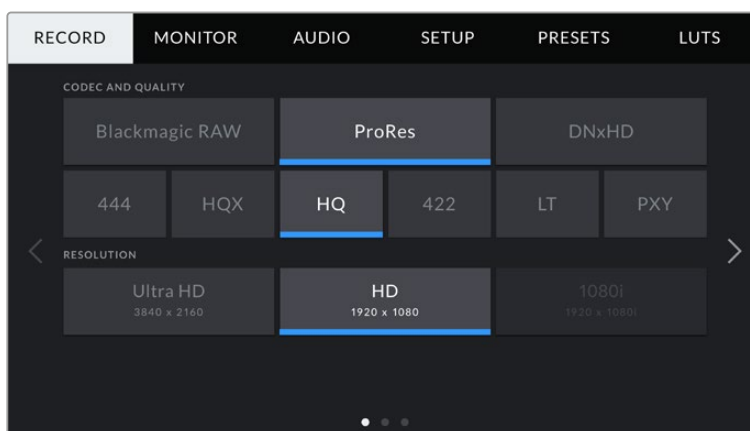 RECORD MONITOR AUDIO SETUP PRESETS LUTS
CODEC AND QUALITY
Blackmagic RAW ProRes DNxHD
444 HQX HQ 422 LT PXY
RESOLUTION
Ultra HD HD 1080i
3840 x 2160 1920 x 1080 1920 x 1080i